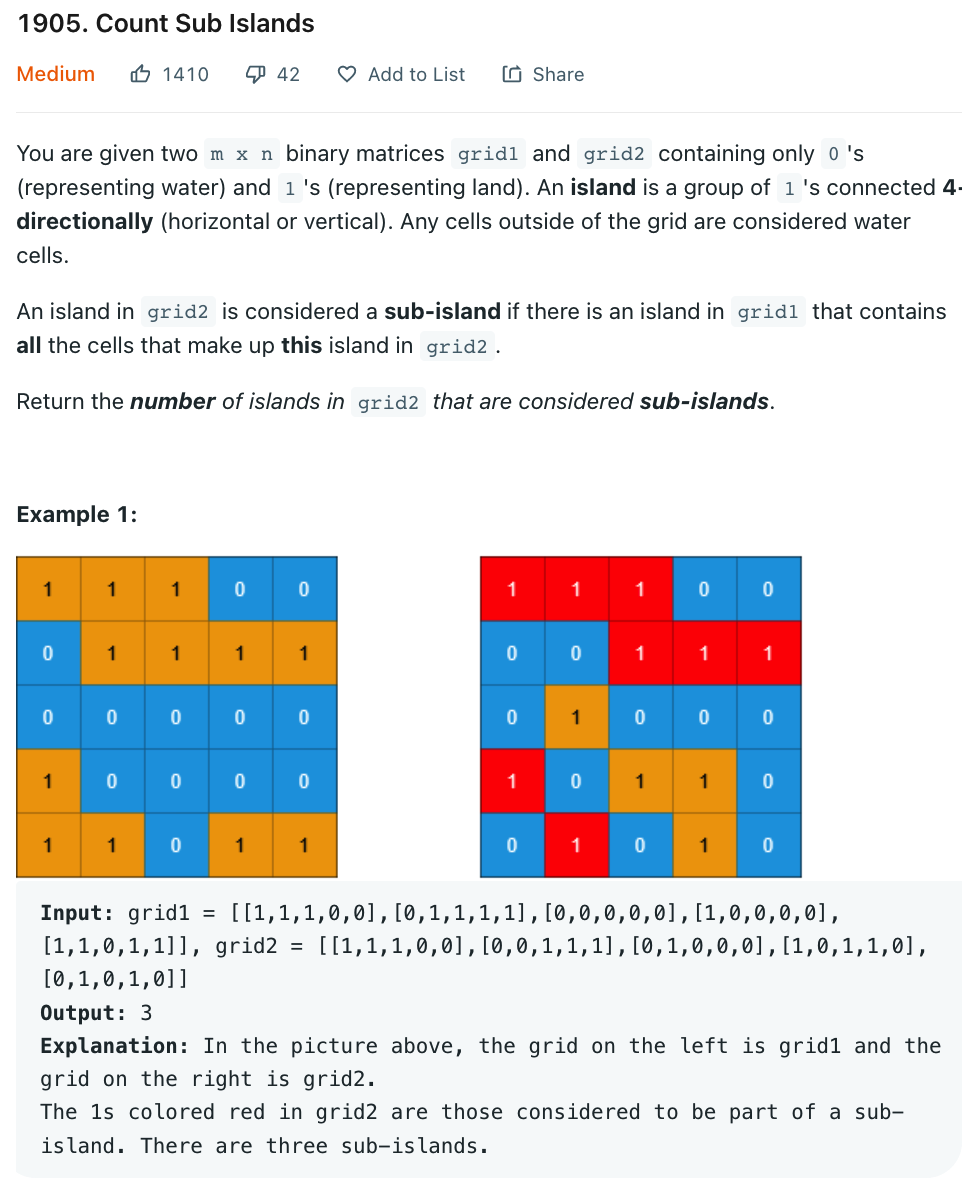 1905. Count Sub Islands
Medium 1410 42 Add to List Share
You are given two m x n binary matrices grid1 and grid2 containing only 0 's
(representing water) and 1 's (representing land). An island is a group of 1 's connected 4-
directionally (horizontal or vertical). Any cells outside of the grid are considered water
cells.
An island in grid2 is considered a sub-island if there is an island in grid1 that contains
all the cells that make up this island in grid2 .
Return the number of islands in grid2 that are considered sub-islands.
Example 1:
1 1 1 0 0 1 1 1 0 0
0 1 1 1 1 0 0 1 1 1
0 0 0 0 0 0 1 0 0 0
1 0 0 0 0 1 0 1 1 0
1 1 0 1 1 0 1 0 1 0
Input: grid1 = [[1,1,1,0,0],[0,1,1,1,1],[0,0,0,0,0],[1,0,0,0,0],
[1,1,0,1,1]], grid2 = [[1,1,1,0,0],[0,0,1,1,1],[0,1,0,0,0],[1,0,1,1,0],
[0,1,0,1,0]]
Output: 3
Explanation: In the picture above, the grid on the left is grid1 and the
grid on the right is grid2.
The 1s colored red in grid2 are those considered to be part of a sub-
island. There are three sub-islands.